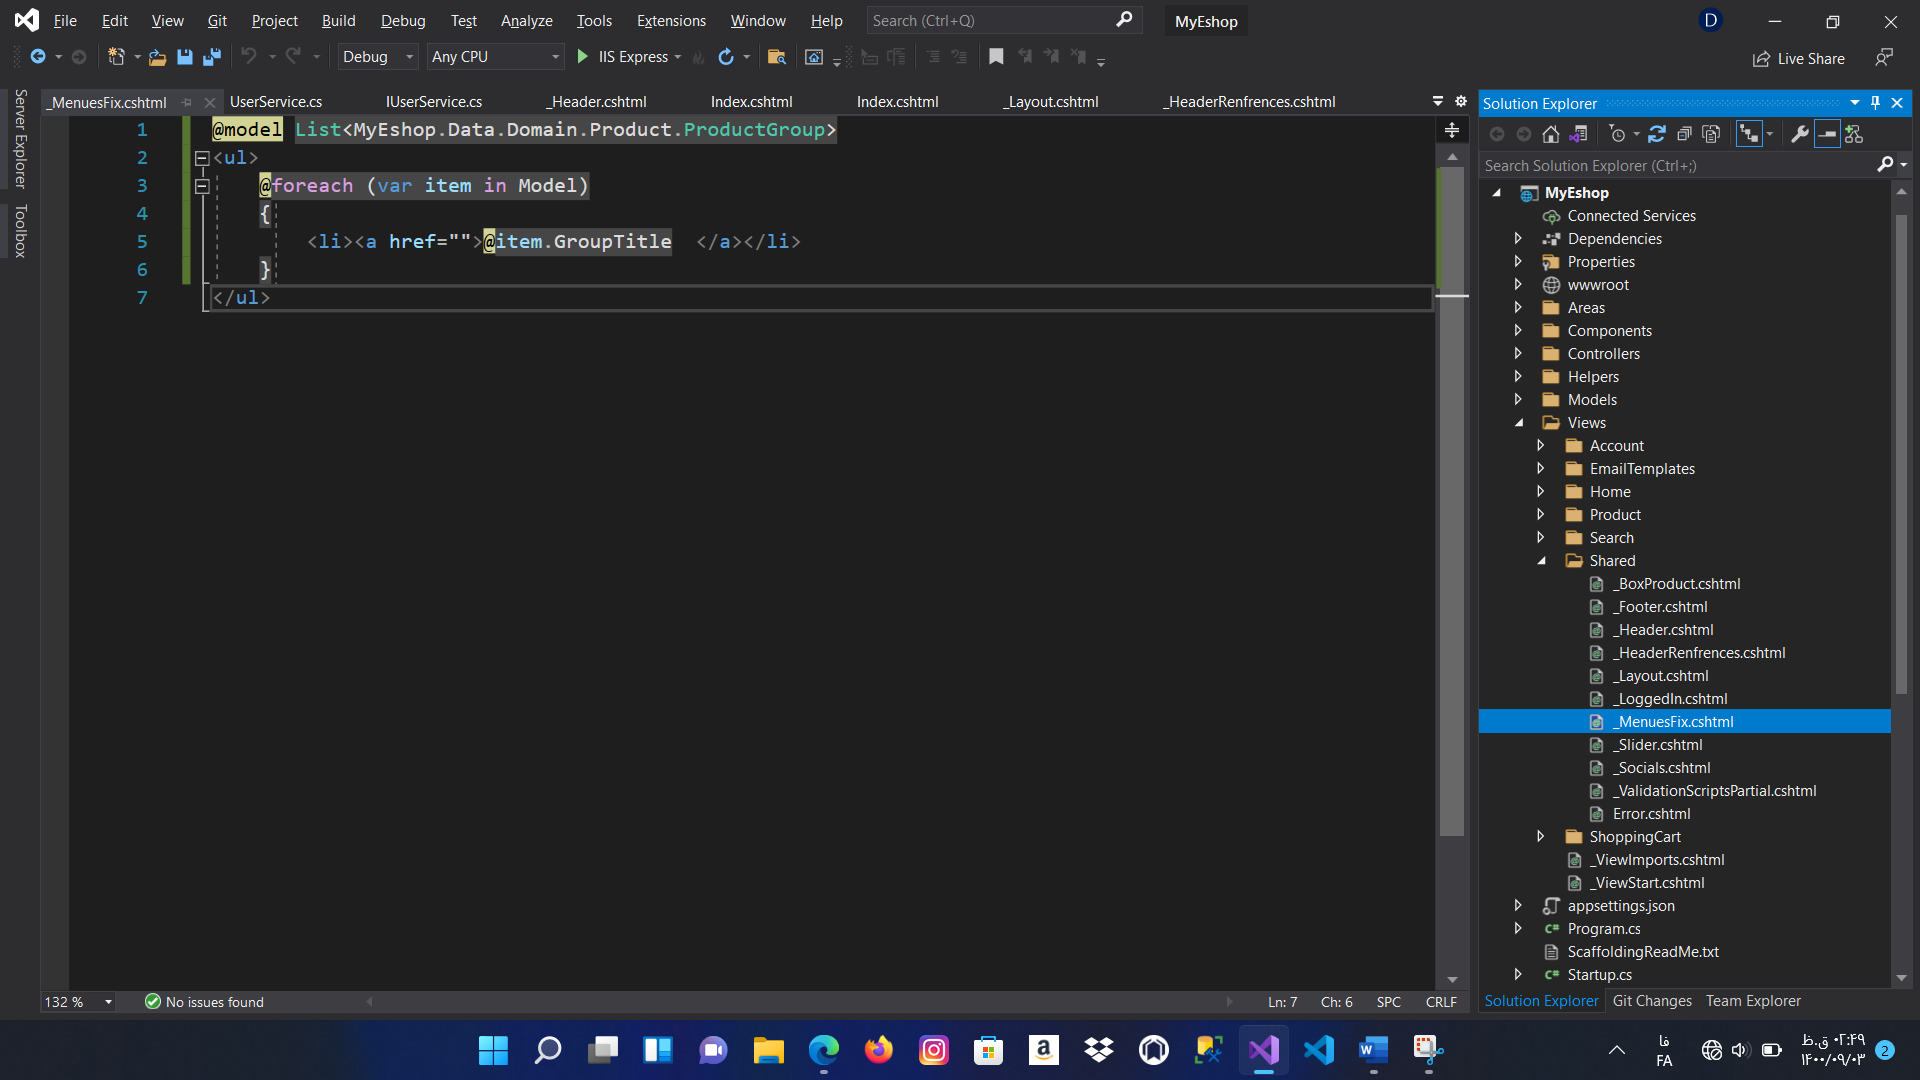 File Edit View Git Project Build Debug Test Analyze Tools Extensions Window Help Search (Ctrl+Q) MyEshop D
Debug Any CPU IIS Express Live Share
Server Explorer
Toolbox
_MenuesFix.cshtml UserService.cs IUserService.cs _Header.cshtml Index.cshtml Index.cshtml _Layout.cshtml _HeaderRenfrences.cshtml
1 @model List<MyEshop.Data.Domain.Product.ProductGroup>
2 <ul>
3 @foreach (var item in Model)
4 {
5 <li><a href="">@item.GroupTitle </a></li>
6 }
7 </ul>
132 % No issues found Ln: 7 Ch: 6 SPC CRLF
Solution Explorer
Search Solution Explorer (Ctrl+;)
MyEshop
Connected Services
Dependencies
Properties
wwwroot
Areas
Components
Controllers
Helpers
Models
Views
Account
EmailTemplates
Home
Product
Search
Shared
_BoxProduct.cshtml
_Footer.cshtml
_Header.cshtml
_HeaderRenfrences.cshtml
_Layout.cshtml
_LoggedIn.cshtml
_MenuesFix.cshtml
_Slider.cshtml
_Socials.cshtml
_ValidationScriptsPartial.cshtml
Error.cshtml
ShoppingCart
_ViewImports.cshtml
_ViewStart.cshtml
appsettings.json
C# Program.cs
ScaffoldingReadMe.txt
C# Startup.cs
Solution Explorer Git Changes Team Explorer
فا
FA
۰۲:۴۹ ق.ظ
۱۴۰۰/۰۹/۰۳
2